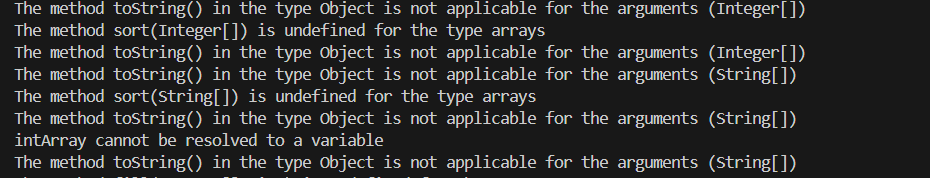 The method toString() in the type Object is not applicable for the arguments (Integer[])
The method sort(Integer[]) is undefined for the type arrays
The method toString() in the type Object is not applicable for the arguments (Integer[])
The method toString() in the type Object is not applicable for the arguments (String[])
The method sort(String[]) is undefined for the type arrays
The method toString() in the type Object is not applicable for the arguments (String[])
intArray cannot be resolved to a variable
The method toString() in the type Object is not applicable for the arguments (String[])